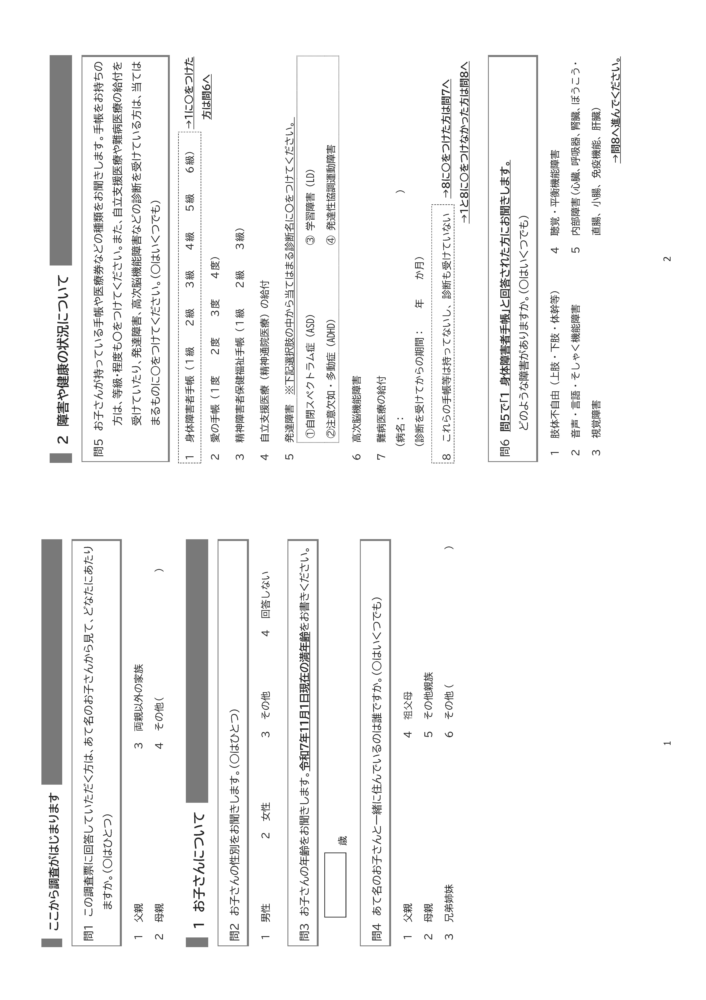 ここから調査がはじまります
問1 この調査票に回答していただく方は、あて名のお子さんから見て、どなたにあたり
ますか。（〇はひとつ）
1 父親 3 両親以外の家族
2 母親 4 その他（ ）
1 お子さんについて
問2 お子さんの性別をお聞きします。（〇はひとつ）
1 男性 2 女性 3 その他 4 回答しない
問3 お子さんの年齢をお聞きします。令和7年11月1日現在の満年齢をお書きください。
歳
問4 あて名のお子さんと一緒に住んでいるのは誰ですか。（〇はいくつでも）
1 父親 4 祖父母
2 母親 5 その他親族
3 兄弟姉妹 6 その他（ ）
1
2 障害や健康の状況について
問5 お子さんが持っている手帳や医療券などの種類をお聞きします。手帳をお持ちの
方は、等級・程度も〇をつけてください。また、自立支援医療や難病医療の給付を
受けていたり、発達障害、高次脳機能障害などの診断を受けている方は、当ては
まるものに〇をつけてください。（〇はいくつでも）
1 身体障害者手帳（１級 ２級 ３級 ４級 ５級 ６級） →1に〇をつけた
方は問6へ
2 愛の手帳（１度 ２度 ３度 ４度）
3 精神障害者保健福祉手帳（１級 ２級 ３級）
4 自立支援医療（精神通院医療）の給付
5 発達障害 ※下記選択肢の中から当てはまる診断名に〇をつけてください。
①自閉スペクトラム症（ASD） ③ 学習障害（LD）
②注意欠如・多動症（ADHD） ④ 発達性協調運動障害
6 高次脳機能障害
7 難病医療の給付
（病名： ）
（診断を受けてからの期間： 年 か月）
8 これらの手帳等は持ってないし、診断も受けていない →8に〇をつけた方は問7へ
→1と8に〇をつけなかった方は問8へ
問6 問5で「1 身体障害者手帳」と回答された方にお聞きします。
どのような障害がありますか。（〇はいくつでも）
1 肢体不自由（上肢・下肢・体幹等） 4 聴覚・平衡機能障害
2 音声・言語・そしゃく機能障害 5 内部障害（心臓、呼吸器、腎臓、ぼうこう・
3 視覚障害 直腸、小腸、免疫機能、肝臓）
→問8へ進んでください。
2